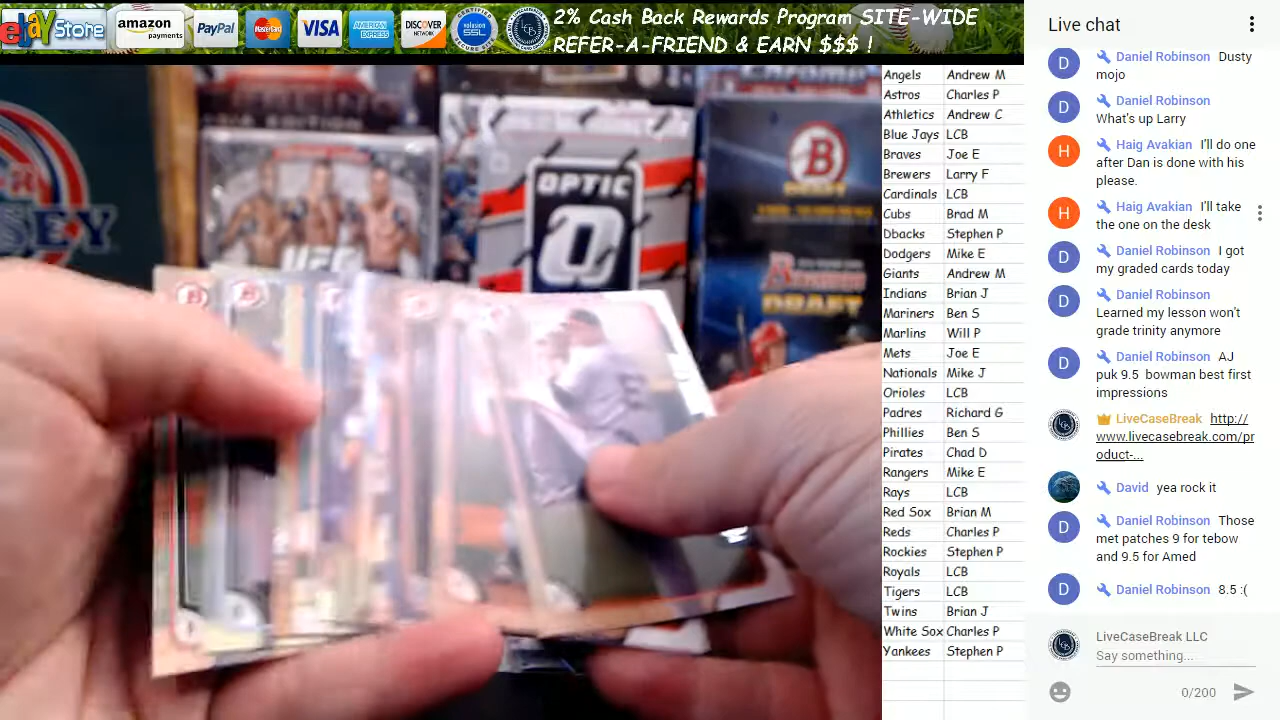 ebay Store
amazon
payments
PayPal
MasterCard
VISA
AMERICAN
EXPRESS
DISCOVER
NETWORK
volusion
SSL
LCB
2% Cash Back Rewards Program SITE-WIDE
REFER-A-FRIEND & EARN $$$ !
UFC
OPTIC
B
DRAFT
Bowman
DRAFT
Angels Andrew M
Astros Charles P
Athletics Andrew C
Blue Jays LCB
Braves Joe E
Brewers Larry F
Cardinals LCB
Cubs Brad M
Dbacks Stephen P
Dodgers Mike E
Giants Andrew M
Indians Brian J
Mariners Ben S
Marlins Will P
Mets Joe E
Nationals Mike J
Orioles LCB
Padres Richard G
Phillies Ben S
Pirates Chad D
Rangers Mike E
Rays LCB
Red Sox Brian M
Reds Charles P
Rockies Stephen P
Royals LCB
Tigers LCB
Twins Brian J
White Sox Charles P
Yankees Stephen P
Live chat
D Daniel Robinson Dusty
mojo
D Daniel Robinson
What's up Larry
H Haig Avakian I'll do one
after Dan is done with his
please.
H Haig Avakian I'll take
the one on the desk
D Daniel Robinson I got
my graded cards today
D Daniel Robinson
Learned my lesson won't
grade trinity anymore
D Daniel Robinson AJ
puk 9.5 bowman best first
impressions
LiveCaseBreak http://
www.livecasebreak.com/pr
oduct-...
David yea rock it
D Daniel Robinson Those
met patches 9 for tebow
and 9.5 for Amed
D Daniel Robinson 8.5 :(
LiveCaseBreak LLC
Say something...
0/200